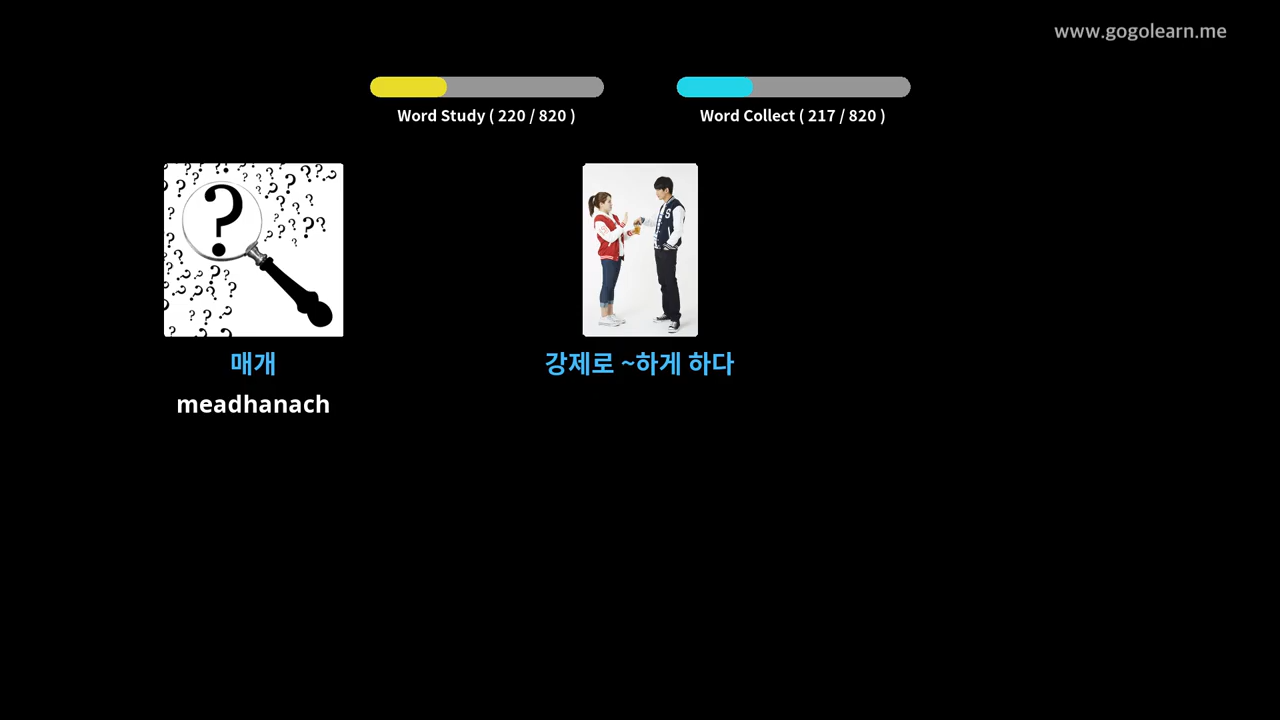 www.gogolearn.me
Word Study ( 220 / 820 )
Word Collect ( 217 / 820 )
매개
meadhanach
강제로 ~하게 하다